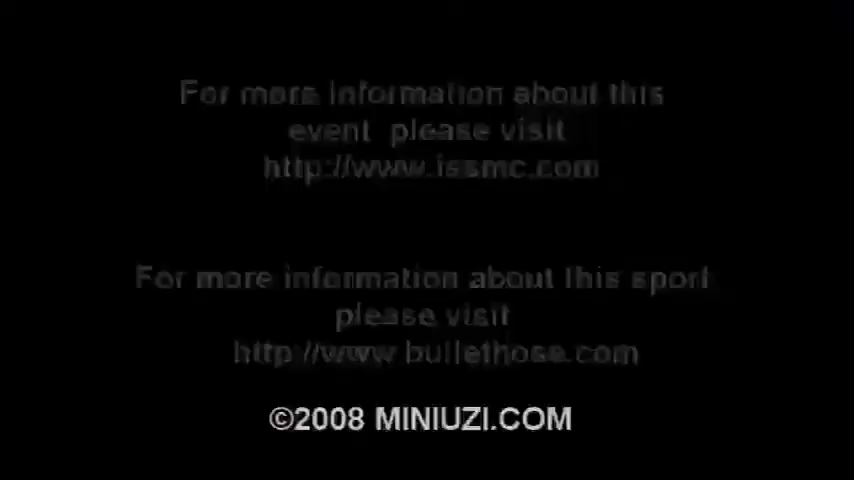 For more information about this
event please visit
http://www.issmc.com
For more information about this sport
please visit
http://www.bullethose.com
©2008 MINIUZI.COM